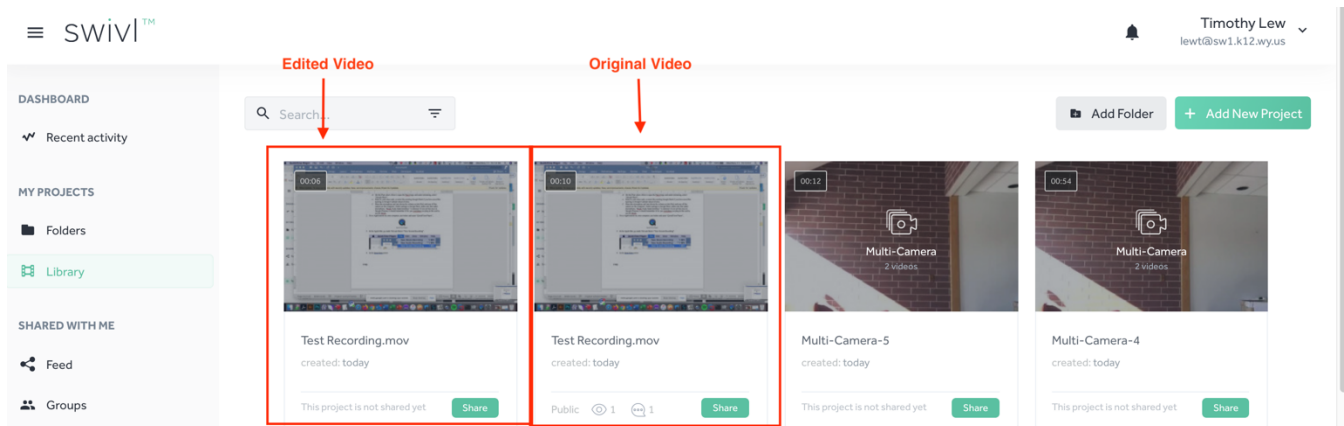 swivl™
Timothy Lew
lewt@sw1.k12.wy.us
Edited Video
Original Video
DASHBOARD
Recent activity
MY PROJECTS
Folders
Library
SHARED WITH ME
Feed
Groups
Search...
Add Folder
+ Add New Project
00:06
00:10
00:12
Multi-Camera
2 videos
00:54
Multi-Camera
2 videos
Test Recording.mov
created: today
This project is not shared yet
Share
Test Recording.mov
created: today
Public 1 1
Share
Multi-Camera-5
created: today
This project is not shared yet
Share
Multi-Camera-4
created: today
This project is not shared yet
Share